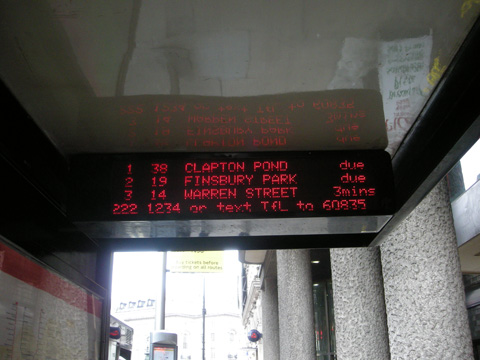 1 38 CLAPTON POND due
2 19 FINSBURY PARK due
3 14 WARREN STREET 3mins
222 1234 or text TfL to 60835